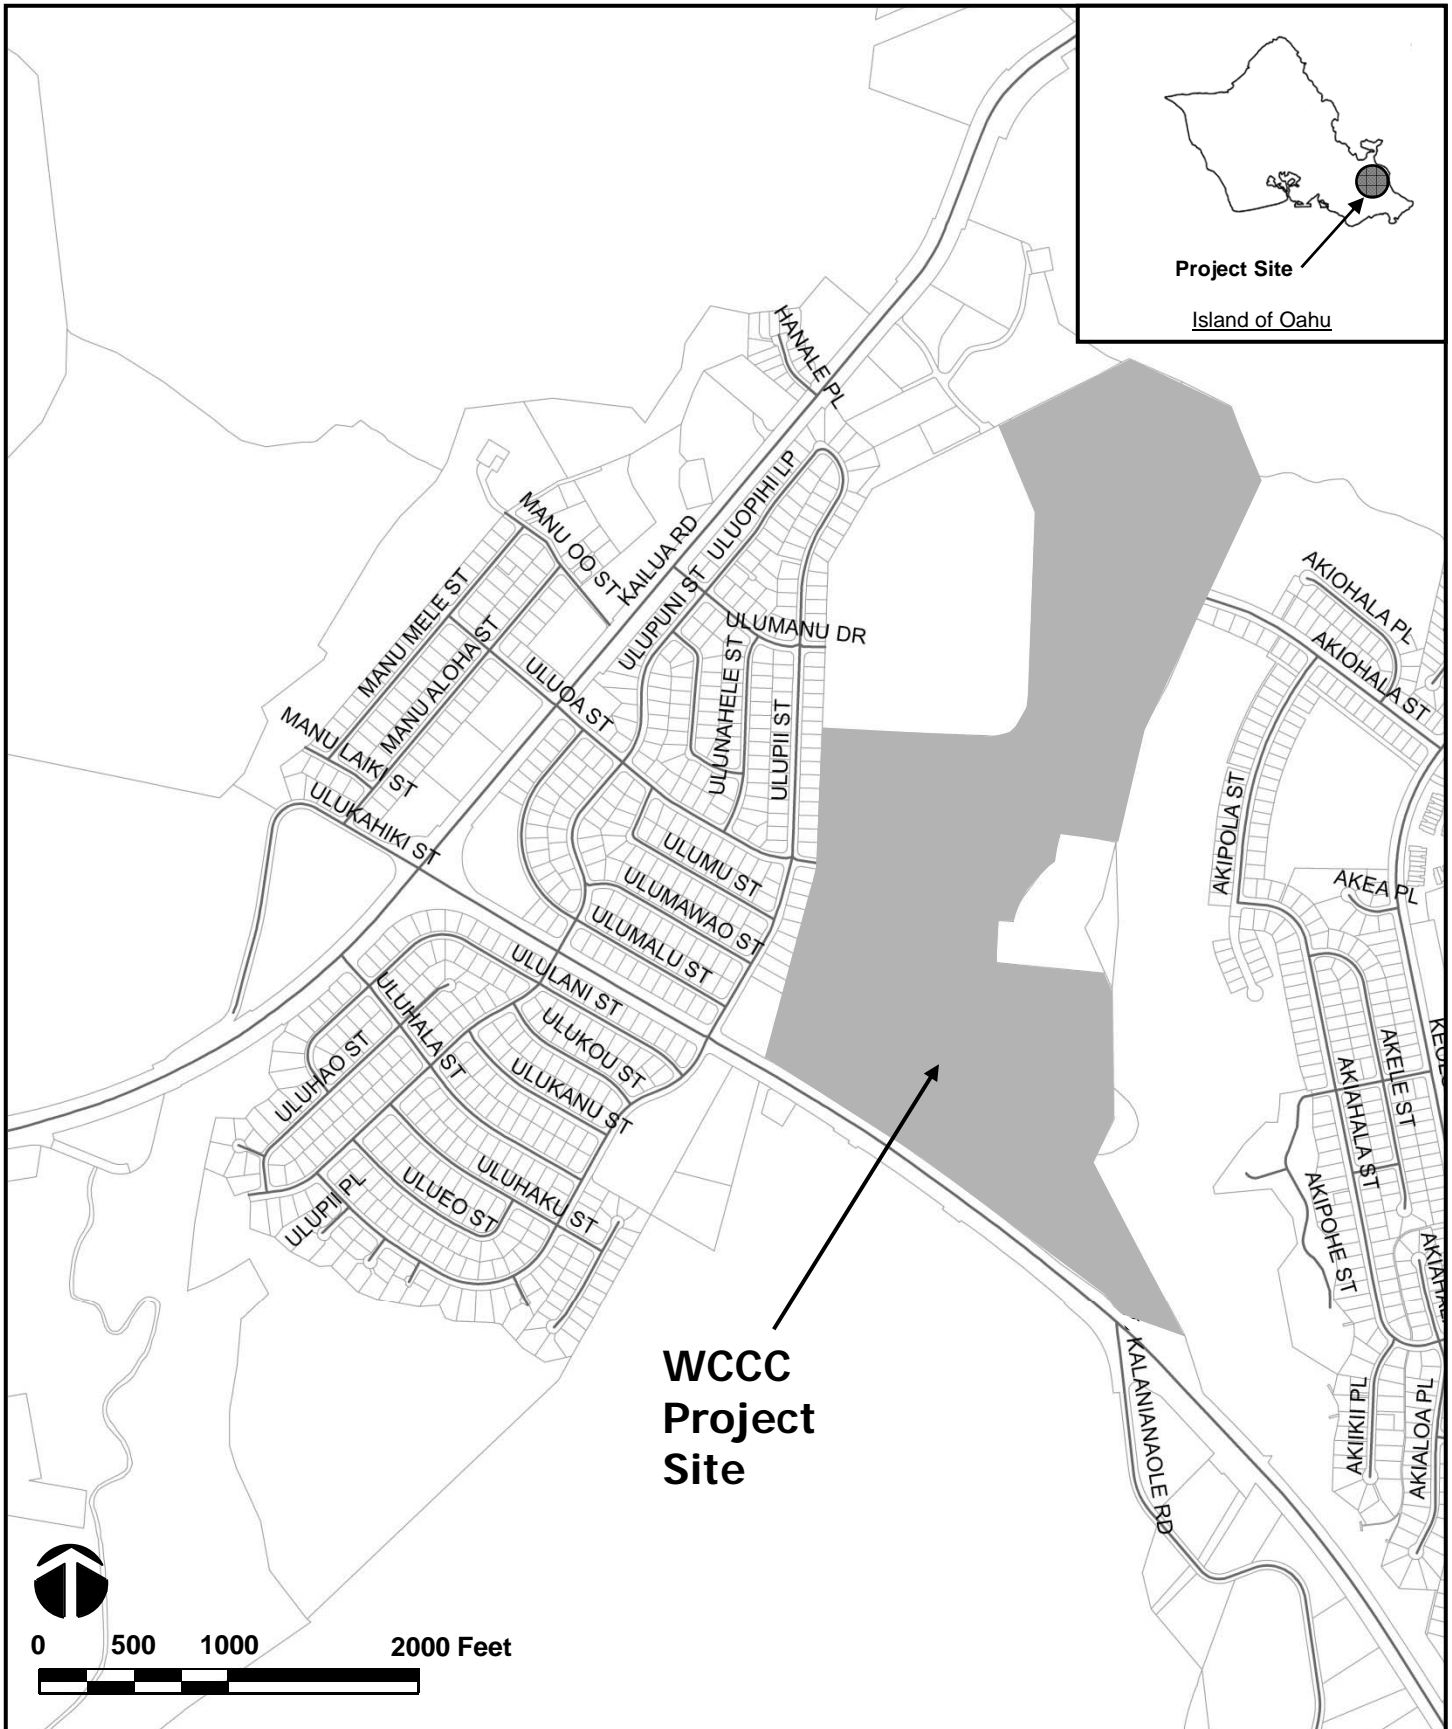 Project Site
Island of Oahu
HANALE PL
ULUOPIHI LP
MANU OO ST
KAILUA RD
MANU MELE ST
MANU ALOHA ST
ULUPUNI ST
ULUMANU DR
AKIOHALA PL
AKIOHALA ST
ULUOA ST
ULUNAHELE ST
ULUPII ST
MANU LAIKI ST
ULUKAHIKI ST
AKIPOLA ST
ULUMU ST
ULUMAWAO ST
ULUMALU ST
AKEA PL
ULULANI ST
ULUHALA ST
ULUKOU ST
ULUHAO ST
ULUKANU ST
AKELE ST
AKIAHALA ST
ULUHAKU ST
ULUEO ST
ULUPII PL
AKIPOHE ST
WCCC
Project
Site
KALANIANAOLE RD
AKIIKII PL
AKIALOA PL
0 500 1000 2000 Feet